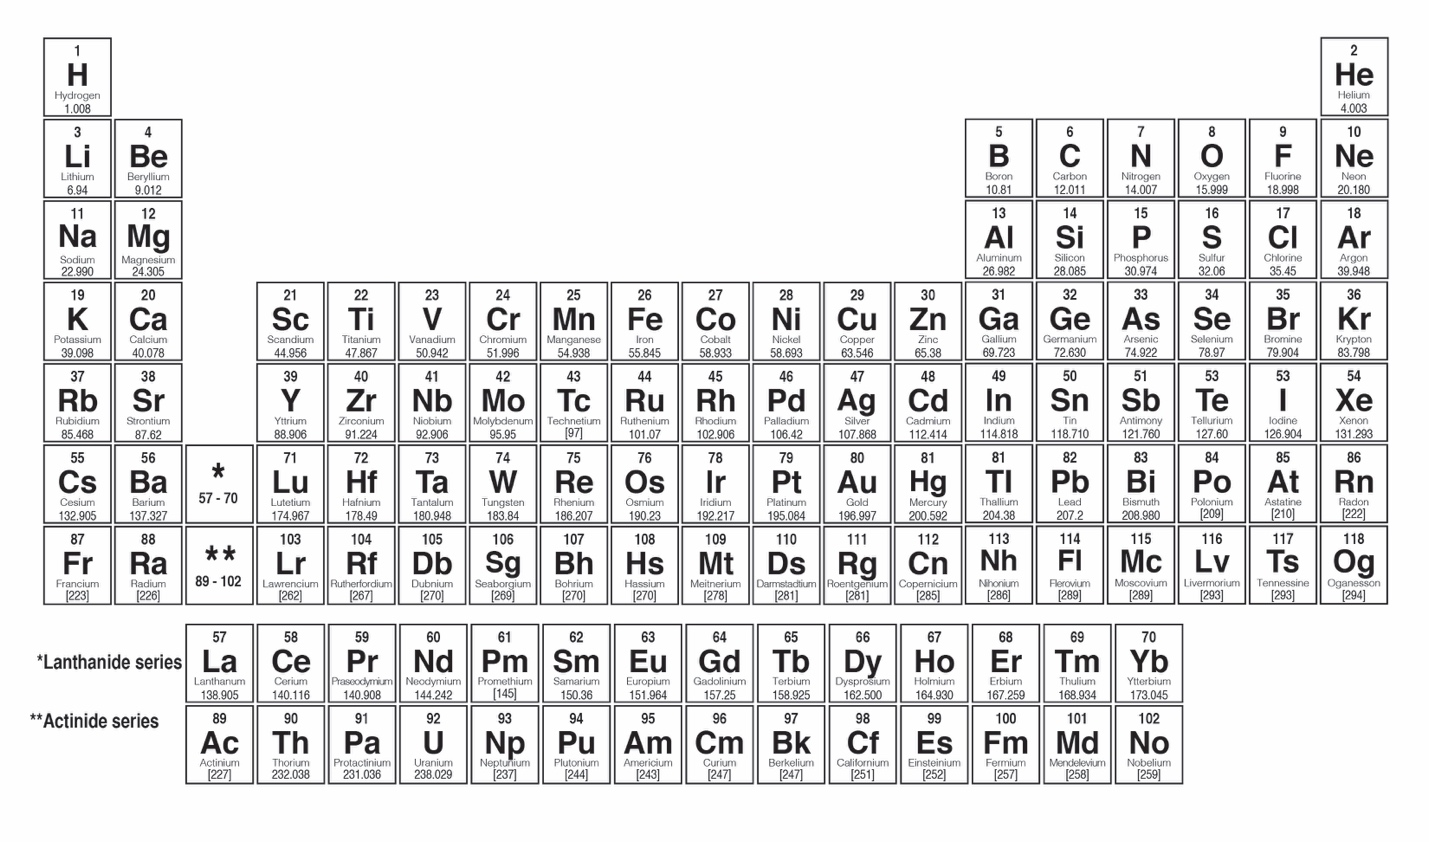 1 2
H He
Hydrogen Helium
1.008 4.003
3 4 5 6 7 8 9 10
Li Be B C N O F Ne
Lithium Beryllium Boron Carbon Nitrogen Oxygen Fluorine Neon
6.94 9.012 10.81 12.011 14.007 15.999 18.998 20.180
11 12 13 14 15 16 17 18
Na Mg Al Si P S Cl Ar
Sodium Magnesium Aluminum Silicon Phosphorus Sulfur Chlorine Argon
22.990 24.305 26.982 28.085 30.974 32.06 35.45 39.948
19 20 21 22 23 24 25 26 27 28 29 30 31 32 33 34 35 36
K Ca Sc Ti V Cr Mn Fe Co Ni Cu Zn Ga Ge As Se Br Kr
Potassium Calcium Scandium Titanium Vanadium Chromium Manganese Iron Cobalt Nickel Copper Zinc Gallium Germanium Arsenic Selenium Bromine Krypton
39.098 40.078 44.956 47.867 50.942 51.996 54.938 55.845 58.933 58.693 63.546 65.38 69.723 72.630 74.922 78.97 79.904 83.798
37 38 39 40 41 42 43 44 45 46 47 48 49 50 51 53 53 54
Rb Sr Y Zr Nb Mo Tc Ru Rh Pd Ag Cd In Sn Sb Te I Xe
Rubidium Strontium Yttrium Zirconium Niobium Molybdenum Technetium Ruthenium Rhodium Palladium Silver Cadmium Indium Tin Antimony Tellurium Iodine Xenon
85.468 87.62 88.906 91.224 92.906 95.95 [97] 101.07 102.906 106.42 107.868 112.414 114.818 118.710 121.760 127.60 126.904 131.293
55 56 71 72 73 74 75 76 78 79 80 81 81 82 83 84 85 86
Cs Ba * Lu Hf Ta W Re Os Ir Pt Au Hg Tl Pb Bi Po At Rn
Cesium Barium 57 - 70 Lutetium Hafnium Tantalum Tungsten Rhenium Osmium Iridium Platinum Gold Mercury Thallium Lead Bismuth Polonium Astatine Radon
132.905 137.327 174.967 178.49 180.948 183.84 186.207 190.23 192.217 195.084 196.997 200.592 204.38 207.2 208.980 [209] [210] [222]
87 88 103 104 105 106 107 108 109 110 111 112 113 114 115 116 117 118
Fr Ra ** Lr Rf Db Sg Bh Hs Mt Ds Rg Cn Nh Fl Mc Lv Ts Og
Francium Radium 89 - 102 Lawrencium Rutherfordium Dubnium Seaborgium Bohrium Hassium Meitnerium Darmstadtium Roentgenium Copernicium Nihonium Flerovium Moscovium Livermorium Tennessine Oganesson
[223] [226] [262] [267] [270] [269] [270] [270] [278] [281] [281] [285] [286] [289] [289] [293] [293] [294]
57 58 59 60 61 62 63 64 65 66 67 68 69 70
*Lanthanide series La Ce Pr Nd Pm Sm Eu Gd Tb Dy Ho Er Tm Yb
Lanthanum Cerium Praseodymium Neodymium Promethium Samarium Europium Gadolinium Terbium Dysprosium Holmium Erbium Thulium Ytterbium
138.905 140.116 140.908 144.242 [145] 150.36 151.964 157.25 158.925 162.500 164.930 167.259 168.934 173.045
**Actinide series 89 90 91 92 93 94 95 96 97 98 99 100 101 102
Ac Th Pa U Np Pu Am Cm Bk Cf Es Fm Md No
Actinium Thorium Protactinium Uranium Neptunium Plutonium Americium Curium Berkelium Californium Einsteinium Fermium Mendelevium Nobelium
[227] 232.038 231.036 238.029 [237] [244] [243] [247] [247] [251] [252] [257] [258] [259]